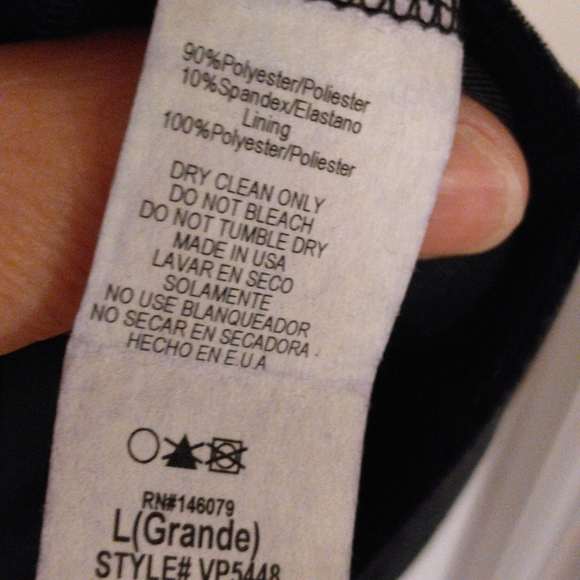 90%Polyester/Poliester
10%Spandex/Elastano
Lining
100%Polyester/Poliester
DRY CLEAN ONLY
DO NOT BLEACH
DO NOT TUMBLE DRY
MADE IN USA
LAVAR EN SECO
SOLAMENTE
NO USE BLANQUEADOR
NO SECAR EN SECADORA.
HECHO EN E.U.A
RN#146079
L(Grande)
STYLE# VP5448